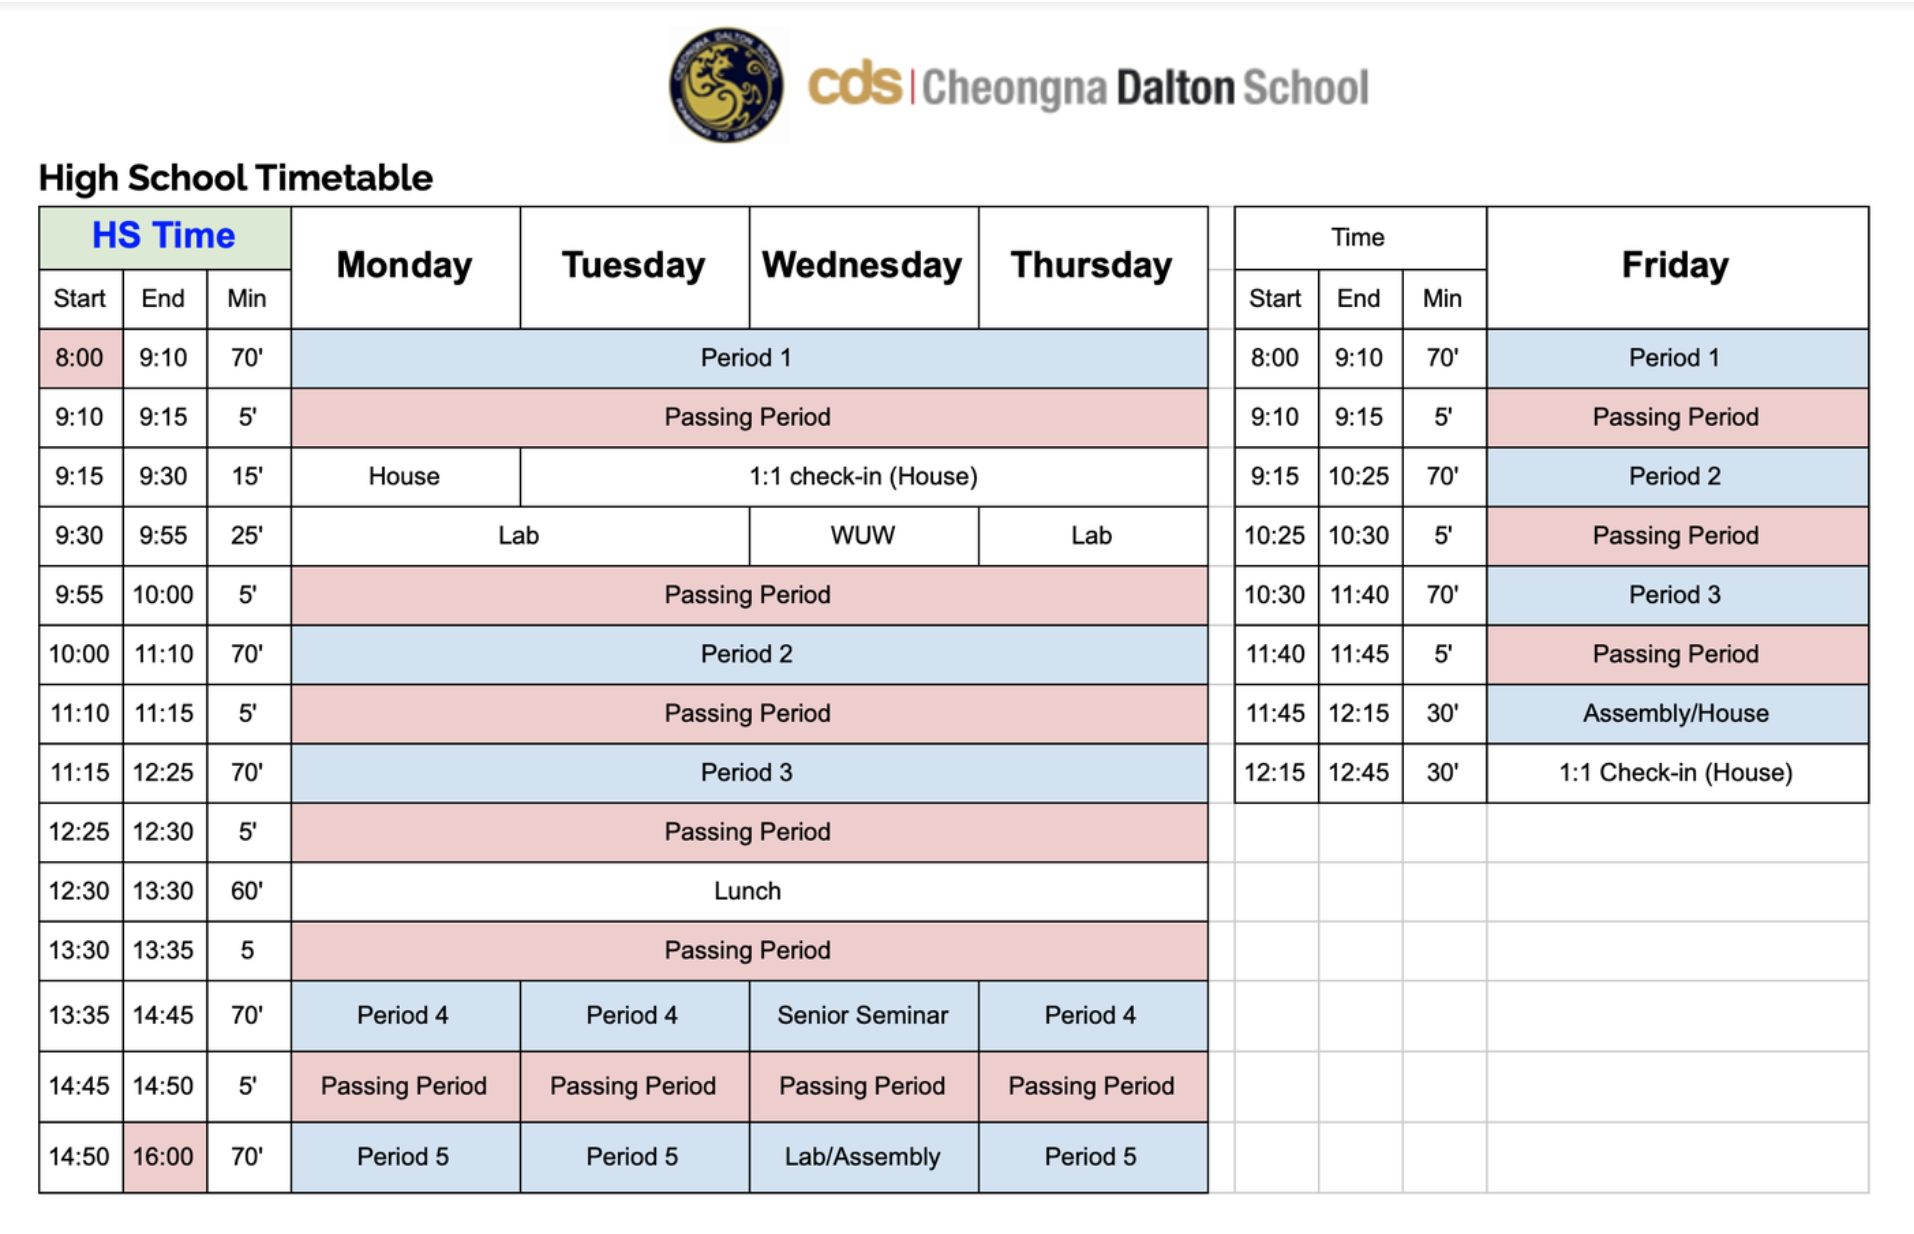 CHEONGNA DALTON SCHOOL
cds | Cheongna Dalton School
High School Timetable
HS Time Monday Tuesday Wednesday Thursday Time Friday
Start End Min Start End Min
8:00 9:10 70' Period 1 8:00 9:10 70' Period 1
9:10 9:15 5' Passing Period 9:10 9:15 5' Passing Period
9:15 9:30 15' House 1:1 check-in (House) 9:15 10:25 70' Period 2
9:30 9:55 25' Lab WUW Lab 10:25 10:30 5' Passing Period
9:55 10:00 5' Passing Period 10:30 11:40 70' Period 3
10:00 11:10 70' Period 2 11:40 11:45 5' Passing Period
11:10 11:15 5' Passing Period 11:45 12:15 30' Assembly/House
11:15 12:25 70' Period 3 12:15 12:45 30' 1:1 Check-in (House)
12:25 12:30 5' Passing Period
12:30 13:30 60' Lunch
13:30 13:35 5 Passing Period
13:35 14:45 70' Period 4 Period 4 Senior Seminar Period 4
14:45 14:50 5' Passing Period Passing Period Passing Period Passing Period
14:50 16:00 70' Period 5 Period 5 Lab/Assembly Period 5